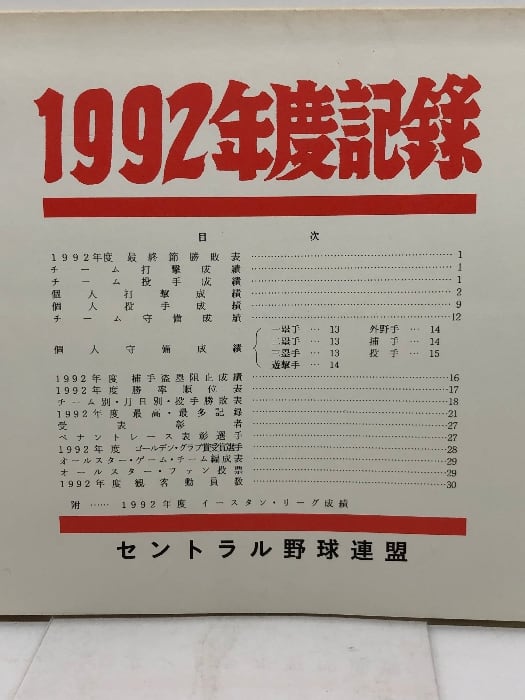 1992年度記録
目次
1992年度 最終節勝敗表 1
チーム打撃成績 1
チーム投手成績 1
個人打撃成績 2
個人投手成績 9
チーム守備成績 12
個人守備成績
一塁手 … 13 外野手 … 14
二塁手 … 13 捕手 … 14
三塁手 … 13 投手 … 15
遊撃手 … 14
1992年度 捕手盗塁阻止成績 16
1992年度 勝率順位表 17
チーム別・月日別・投手勝敗表 18
1992年度 最高・最多記録 21
受表彰者 27
ペナントレース表彰選手 27
1992年度 ゴールデン・グラブ賞受賞選手 28
オールスター・ゲーム・チーム編成表 29
オールスター・ファン投票 29
1992年度 観客動員数 30
附 …… 1992年度 イースタン・リーグ成績
セントラル野球連盟